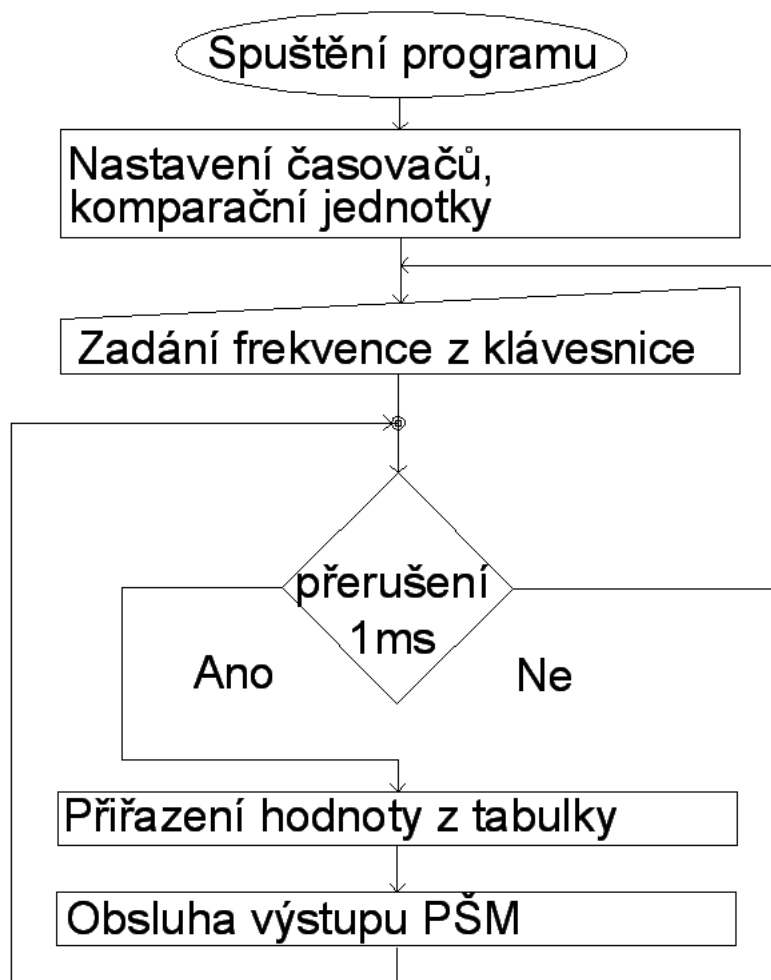 Spuštění programu
Nastavení časovačů,
komparační jednotky
Zadání frekvence z klávesnice
přerušení
1ms
Ano
Ne
Přiřazení hodnoty z tabulky
Obsluha výstupu PŠM